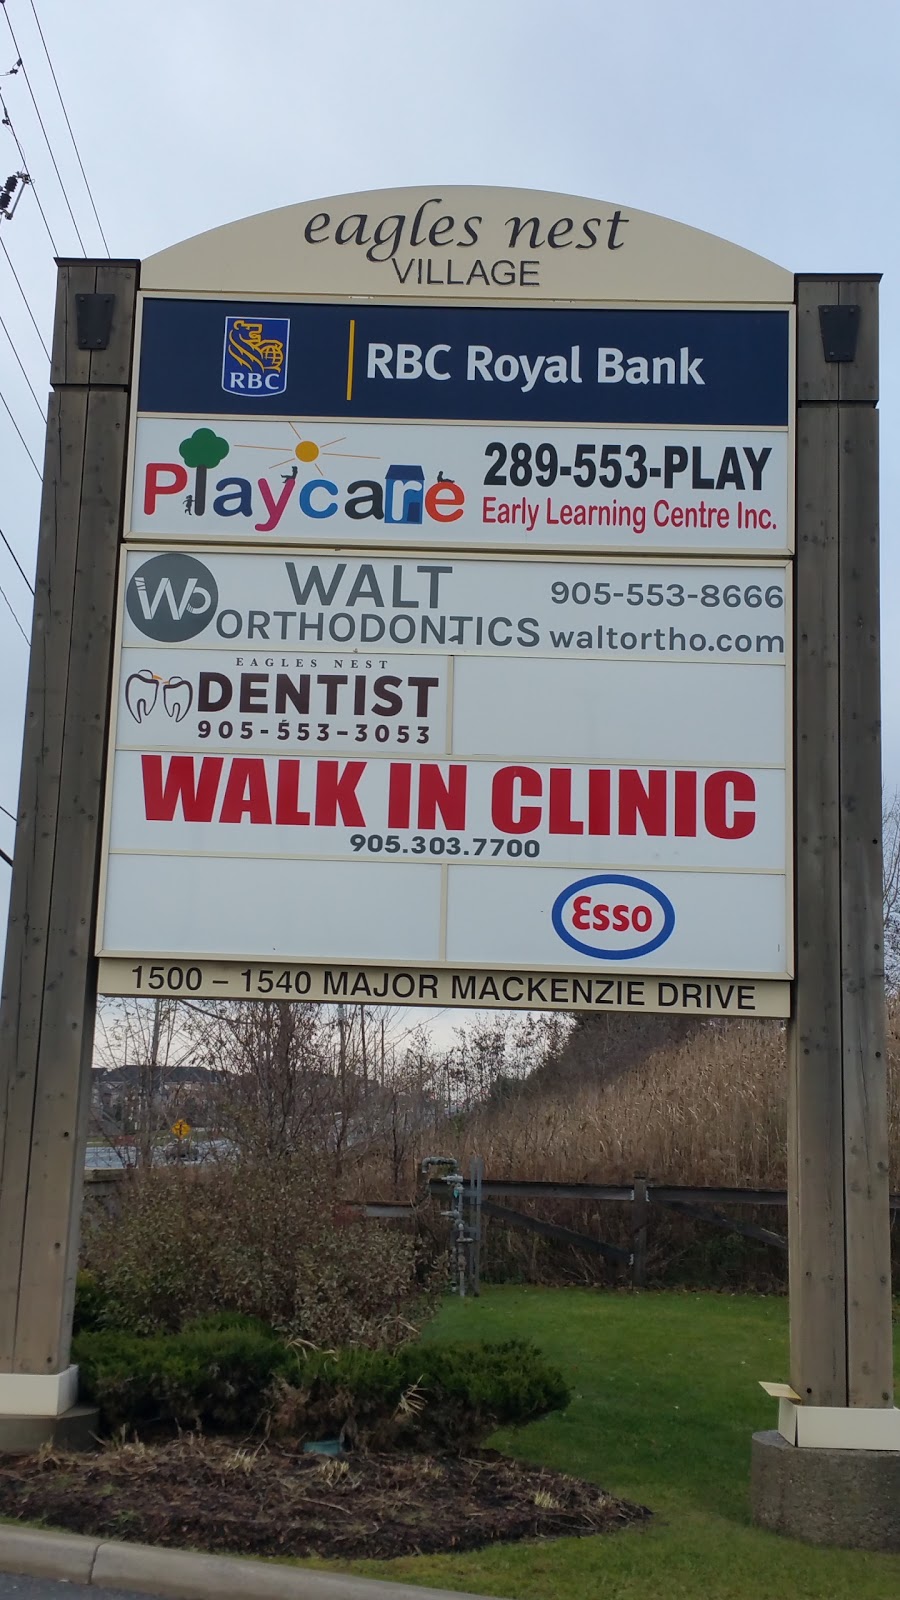 eagles nest
VILLAGE
RBC
RBC Royal Bank
Playcare
289-553-PLAY
Early Learning Centre Inc.
Wo
WALT
ORTHODONTICS
905-553-8666
waltortho.com
EAGLES NEST
DENTIST
905-553-3053
WALK IN CLINIC
905.303.7700
Esso
1500 – 1540 MAJOR MACKENZIE DRIVE